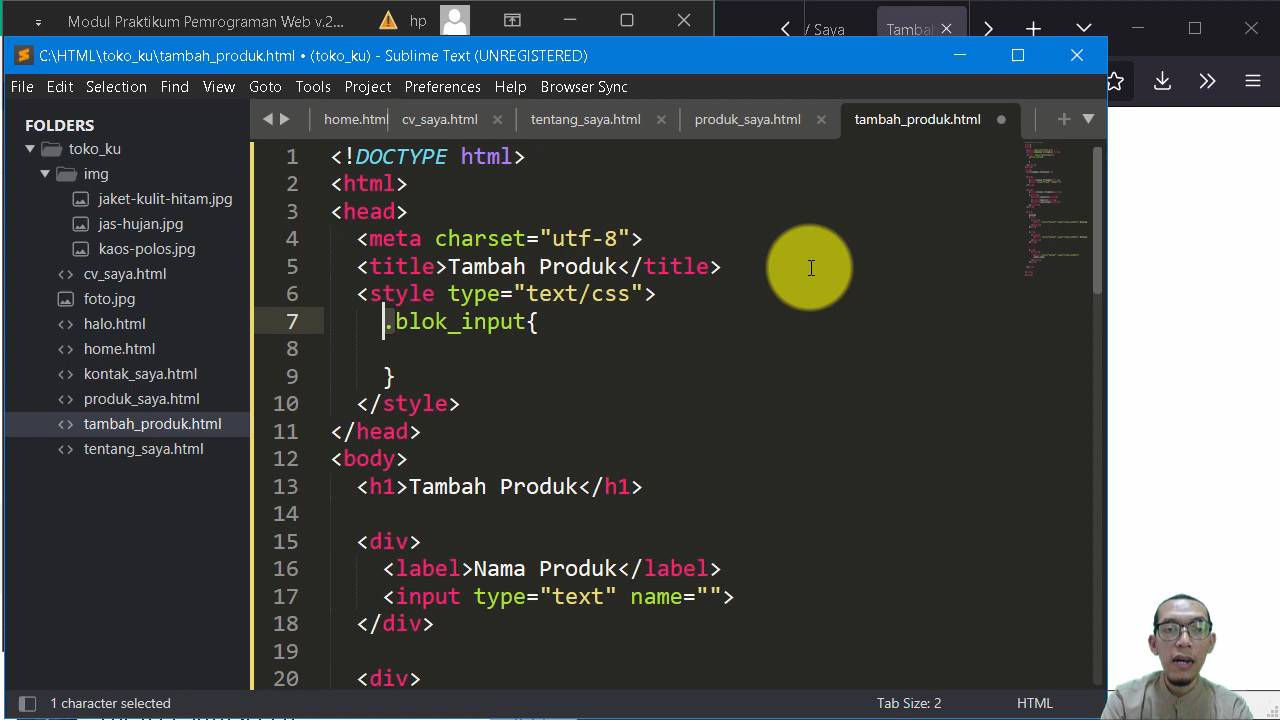 Modul Praktikum Pemrograman Web v.2... hp
/ Saya Tambah
C:\HTML\toko_ku\tambah_produk.html • (toko_ku) - Sublime Text (UNREGISTERED)
File Edit Selection Find View Goto Tools Project Preferences Help Browser Sync
FOLDERS
toko_ku
img
jaket-kulit-hitam.jpg
jas-hujan.jpg
kaos-polos.jpg
cv_saya.html
foto.jpg
halo.html
home.html
kontak_saya.html
produk_saya.html
tambah_produk.html
tentang_saya.html
home.html cv_saya.html tentang_saya.html produk_saya.html tambah_produk.html
1 <!DOCTYPE html>
2 <html>
3 <head>
4 <meta charset="utf-8">
5 <title>Tambah Produk</title>
6 <style type="text/css">
7 .blok_input{
8
9 }
10 </style>
11 </head>
12 <body>
13 <h1>Tambah Produk</h1>
14
15 <div>
16 <label>Nama Produk</label>
17 <input type="text" name="">
18 </div>
19
20 <div>
1 character selected Tab Size: 2 HTML